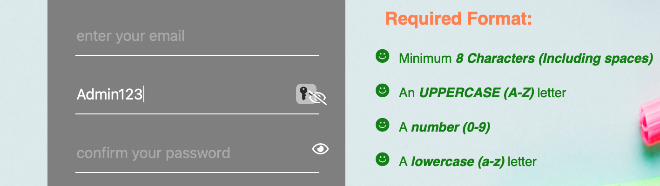 enter your email
Admin123
confirm your password
Required Format:
Minimum 8 Characters (Including spaces)
An UPPERCASE (A-Z) letter
A number (0-9)
A lowercase (a-z) letter